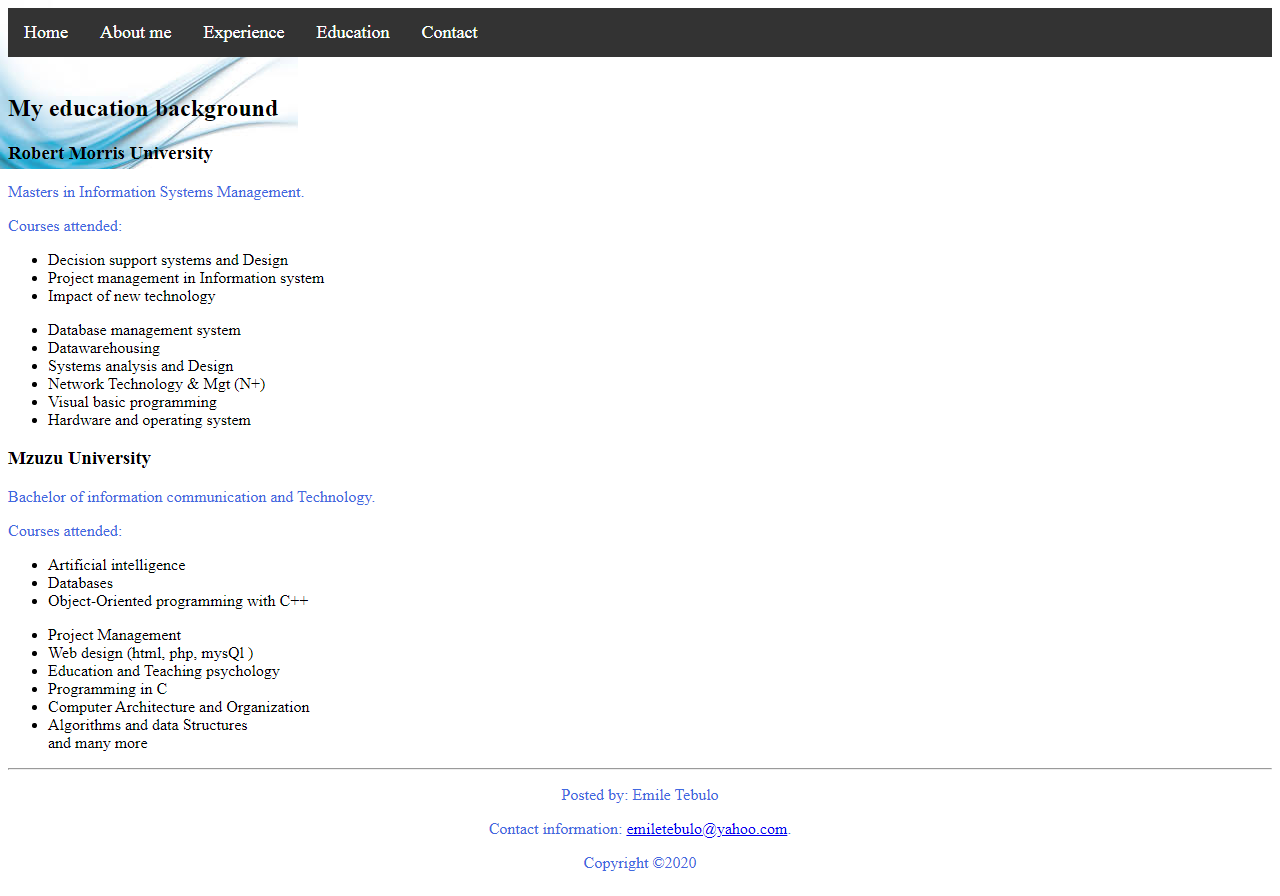 Home About me Experience Education Contact
My education background
Robert Morris University
Masters in Information Systems Management.
Courses attended:
• Decision support systems and Design
• Project management in Information system
• Impact of new technology
• Database management system
• Datawarehousing
• Systems analysis and Design
• Network Technology & Mgt (N+)
• Visual basic programming
• Hardware and operating system
Mzuzu University
Bachelor of information communication and Technology.
Courses attended:
• Artificial intelligence
• Databases
• Object-Oriented programming with C++
• Project Management
• Web design (html, php, mysQl )
• Education and Teaching psychology
• Programming in C
• Computer Architecture and Organization
• Algorithms and data Structures
and many more
Posted by: Emile Tebulo
Contact information: emiletebulo@yahoo.com.
Copyright ©2020